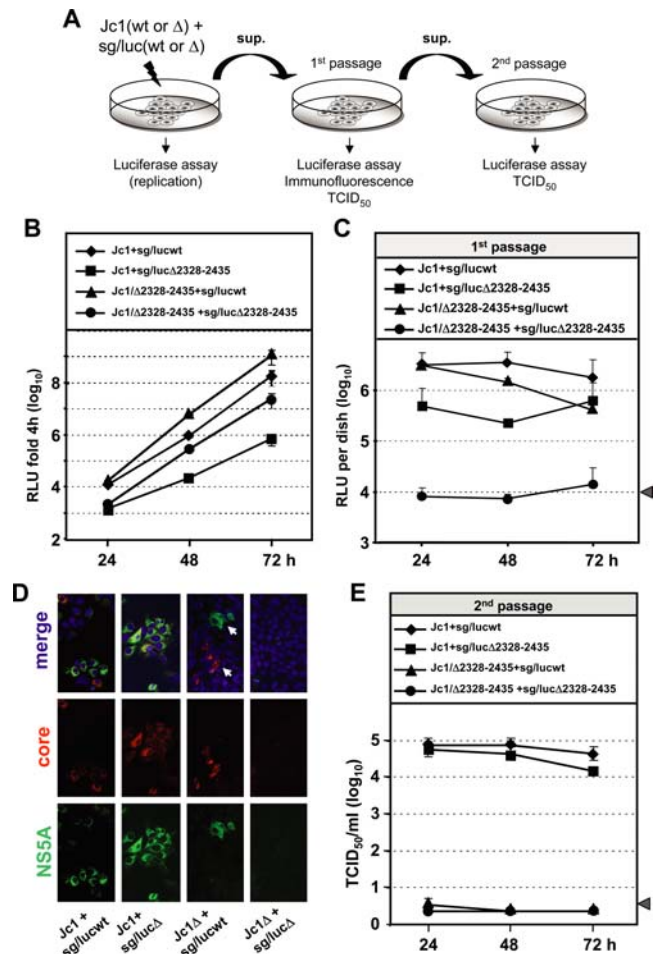 A
Jc1(wt or Δ) +
sg/luc(wt or Δ)
sup.
sup.
1st passage
2nd passage
Luciferase assay
(replication)
Luciferase assay
Immunofluorescence
TCID50
Luciferase assay
TCID50
B
Jc1+sg/lucwt
Jc1+sg/lucΔ2328-2435
Jc1/Δ2328-2435+sg/lucwt
Jc1/Δ2328-2435 +sg/lucΔ2328-2435
RLU fold 4h (log10)
8
6
4
2
24
48
72 h
C
1st passage
Jc1+sg/lucwt
Jc1+sg/lucΔ2328-2435
Jc1/Δ2328-2435+sg/lucwt
Jc1/Δ2328-2435 +sg/lucΔ2328-2435
RLU per dish (log10)
6
5
4
3
24
48
72 h
D
merge
core
NS5A
Jc1 +
sg/lucwt
Jc1+
sg/lucΔ
Jc1Δ +
sg/lucwt
Jc1Δ +
sg/lucΔ
E
2nd passage
Jc1+sg/lucwt
Jc1+sg/lucΔ2328-2435
Jc1/Δ2328-2435+sg/lucwt
Jc1/Δ2328-2435 +sg/lucΔ2328-2435
TCID50/ml (log10)
5
4
3
2
1
0
24
48
72 h